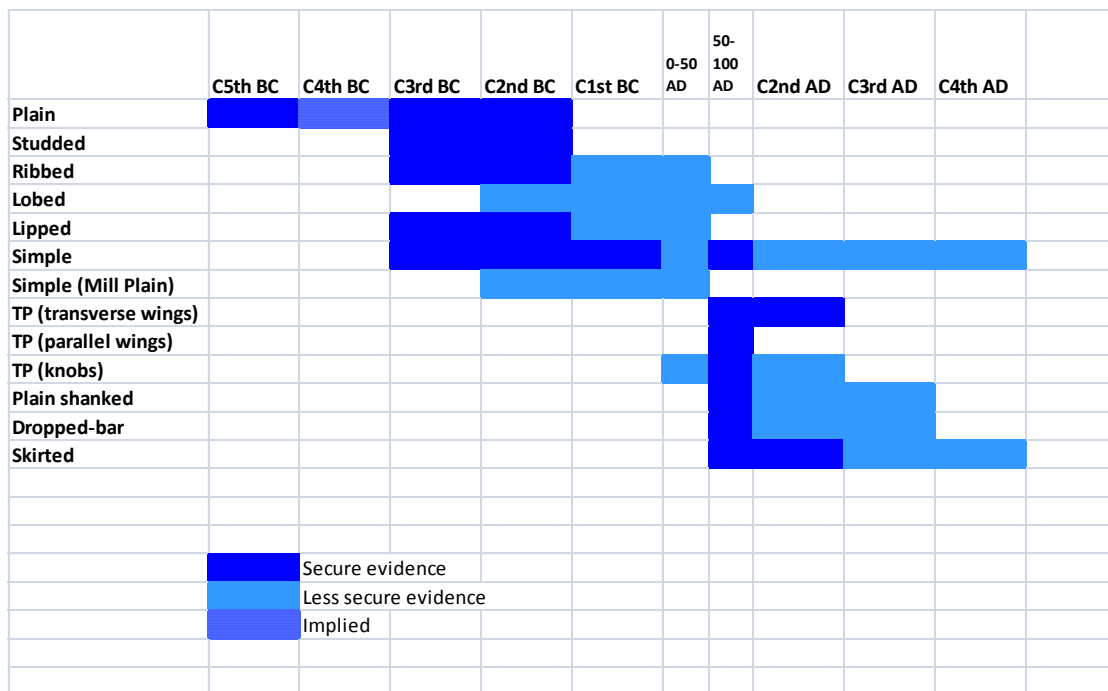 C5th BC C4th BC C3rd BC C2nd BC C1st BC 0-50 AD 50-100 AD C2nd AD C3rd AD C4th AD
Plain
Studded
Ribbed
Lobed
Lipped
Simple
Simple (Mill Plain)
TP (transverse wings)
TP (parallel wings)
TP (knobs)
Plain shanked
Dropped-bar
Skirted
Secure evidence
Less secure evidence
Implied